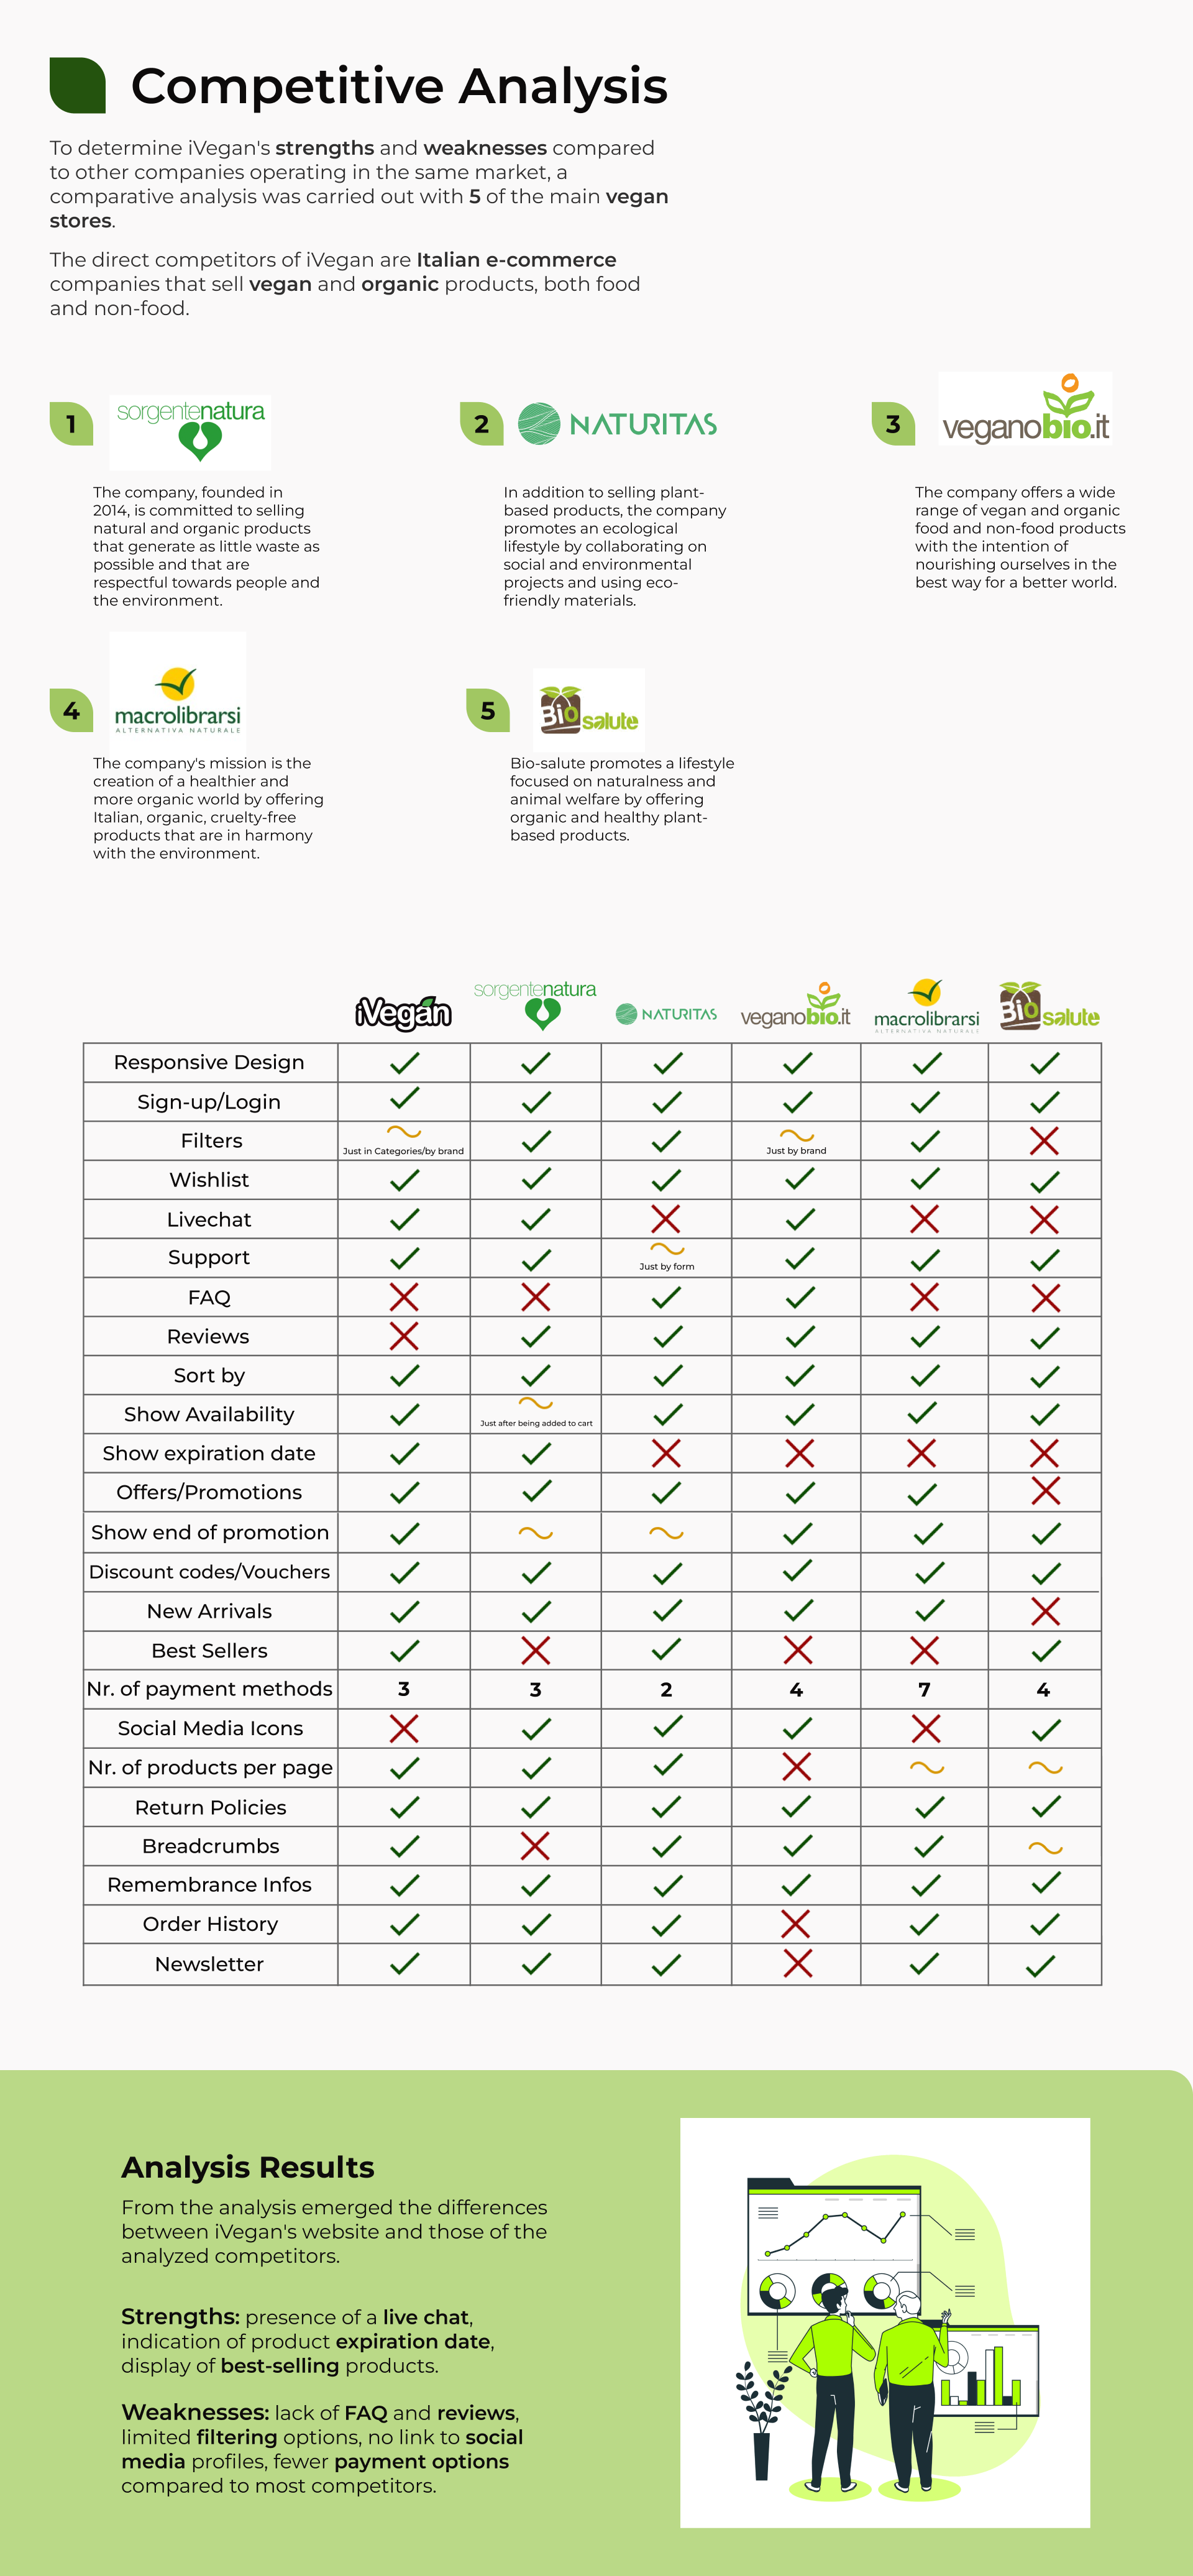 Competitive Analysis
To determine iVegan's strengths and weaknesses compared
to other companies operating in the same market, a
comparative analysis was carried out with 5 of the main vegan
stores.
The direct competitors of iVegan are Italian e-commerce
companies that sell vegan and organic products, both food
and non-food.
1
sorgentenatura
The company, founded in
2014, is committed to selling
natural and organic products
that generate as little waste as
possible and that are
respectful towards people and
the environment.
2
NATURITAS
In addition to selling plant-
based products, the company
promotes an ecological
lifestyle by collaborating on
social and environmental
projects and using eco-
friendly materials.
3
veganobio.it
The company offers a wide
range of vegan and organic
food and non-food products
with the intention of
nourishing ourselves in the
best way for a better world.
4
macrolibrarsi
ALTERNATIVA NATURALE
The company's mission is the
creation of a healthier and
more organic world by offering
Italian, organic, cruelty-free
products that are in harmony
with the environment.
5
Bio salute
Bio-salute promotes a lifestyle
focused on naturalness and
animal welfare by offering
organic and healthy plant-
based products.
iVegan sorgentenatura NATURITAS veganobio.it macrolibrarsi Bio salute
ALTERNATIVA NATURALE
Responsive Design
Sign-up/Login
Filters
Just in Categories/by brand
Just by brand
Wishlist
Livechat
Support
Just by form
FAQ
Reviews
Sort by
Show Availability
Just after being added to cart
Show expiration date
Offers/Promotions
Show end of promotion
Discount codes/Vouchers
New Arrivals
Best Sellers
Nr. of payment methods 3 3 2 4 7 4
Social Media Icons
Nr. of products per page
Return Policies
Breadcrumbs
Remembrance Infos
Order History
Newsletter
Analysis Results
From the analysis emerged the differences
between iVegan's website and those of the
analyzed competitors.
Strengths: presence of a live chat,
indication of product expiration date,
display of best-selling products.
Weaknesses: lack of FAQ and reviews,
limited filtering options, no link to social
media profiles, fewer payment options
compared to most competitors.